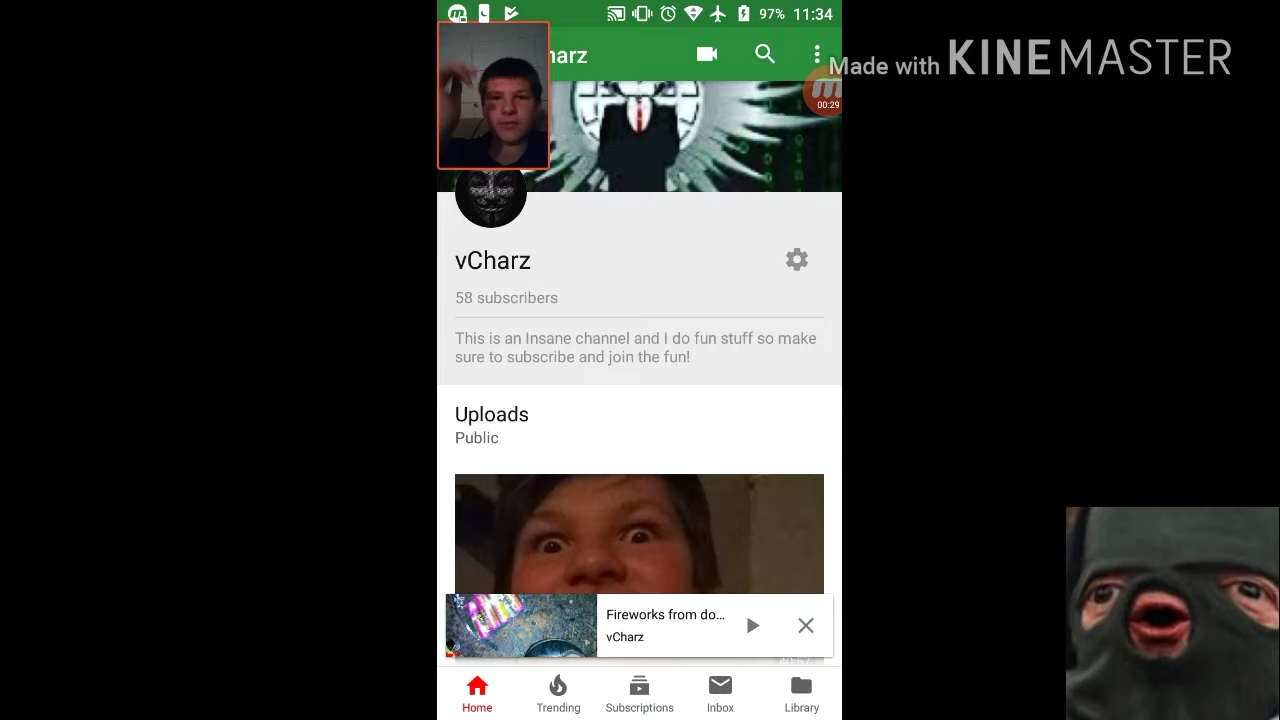 97% 11:34
arz
Made with KINEMASTER
00:29
vCharz
58 subscribers
This is an Insane channel and I do fun stuff so make
sure to subscribe and join the fun!
Uploads
Public
Fireworks from do...
vCharz
Home Trending Subscriptions Inbox Library